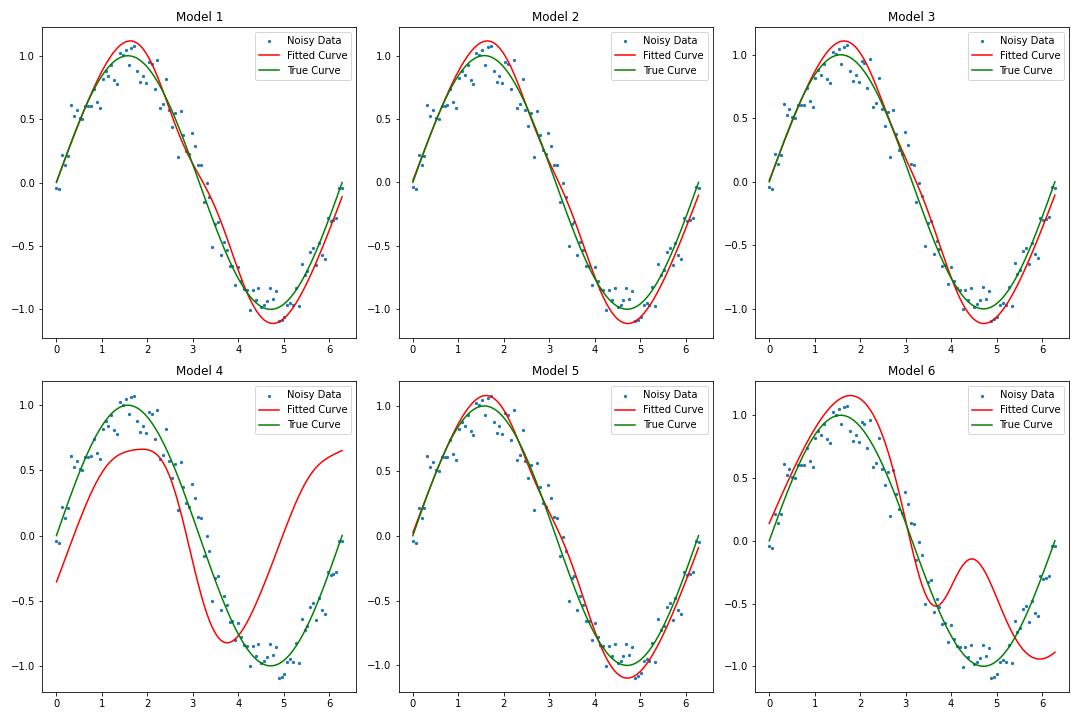 Model 1
Noisy Data
Fitted Curve
True Curve
1.0
0.5
0.0
−0.5
−1.0
0 1 2 3 4 5 6
Model 2
Noisy Data
Fitted Curve
True Curve
1.0
0.5
0.0
−0.5
−1.0
0 1 2 3 4 5 6
Model 3
Noisy Data
Fitted Curve
True Curve
1.0
0.5
0.0
−0.5
−1.0
0 1 2 3 4 5 6
Model 4
Noisy Data
Fitted Curve
True Curve
1.0
0.5
0.0
−0.5
−1.0
0 1 2 3 4 5 6
Model 5
Noisy Data
Fitted Curve
True Curve
1.0
0.5
0.0
−0.5
−1.0
0 1 2 3 4 5 6
Model 6
Noisy Data
Fitted Curve
True Curve
1.0
0.5
0.0
−0.5
−1.0
0 1 2 3 4 5 6